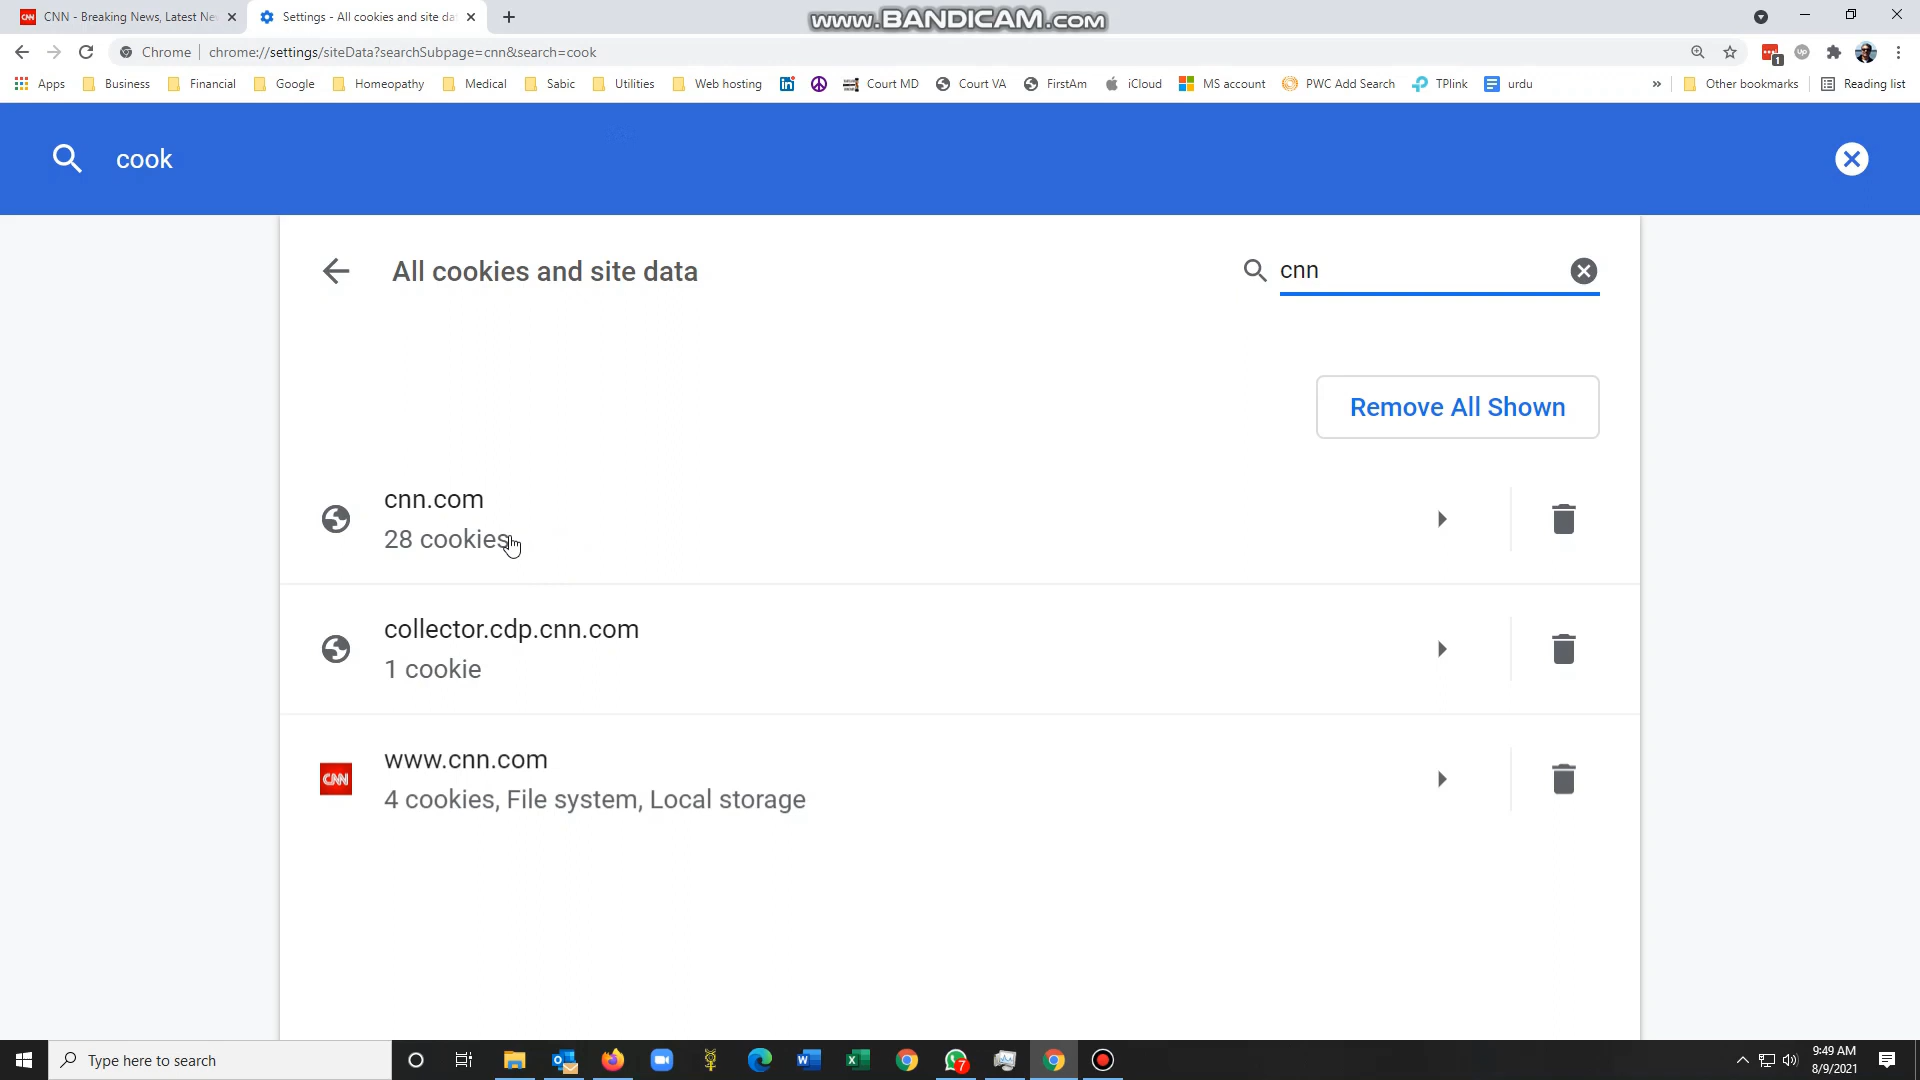 CNN - Breaking News, Latest Ne
Settings - All cookies and site da
www.BANDICAM.com
Chrome
chrome://settings/siteData?searchSubpage=cnn&search=cook
1
Apps
Business
Financial
Google
Homeopathy
Medical
Sabic
Utilities
Web hosting
Court MD
Court VA
FirstAm
iCloud
MS account
PWC Add Search
TPlink
urdu
»
Other bookmarks
Reading list
cook
All cookies and site data
cnn
Remove All Shown
cnn.com
28 cookies
collector.cdp.cnn.com
1 cookie
CNN
www.cnn.com
4 cookies, File system, Local storage
Type here to search
7
9:49 AM
8/9/2021